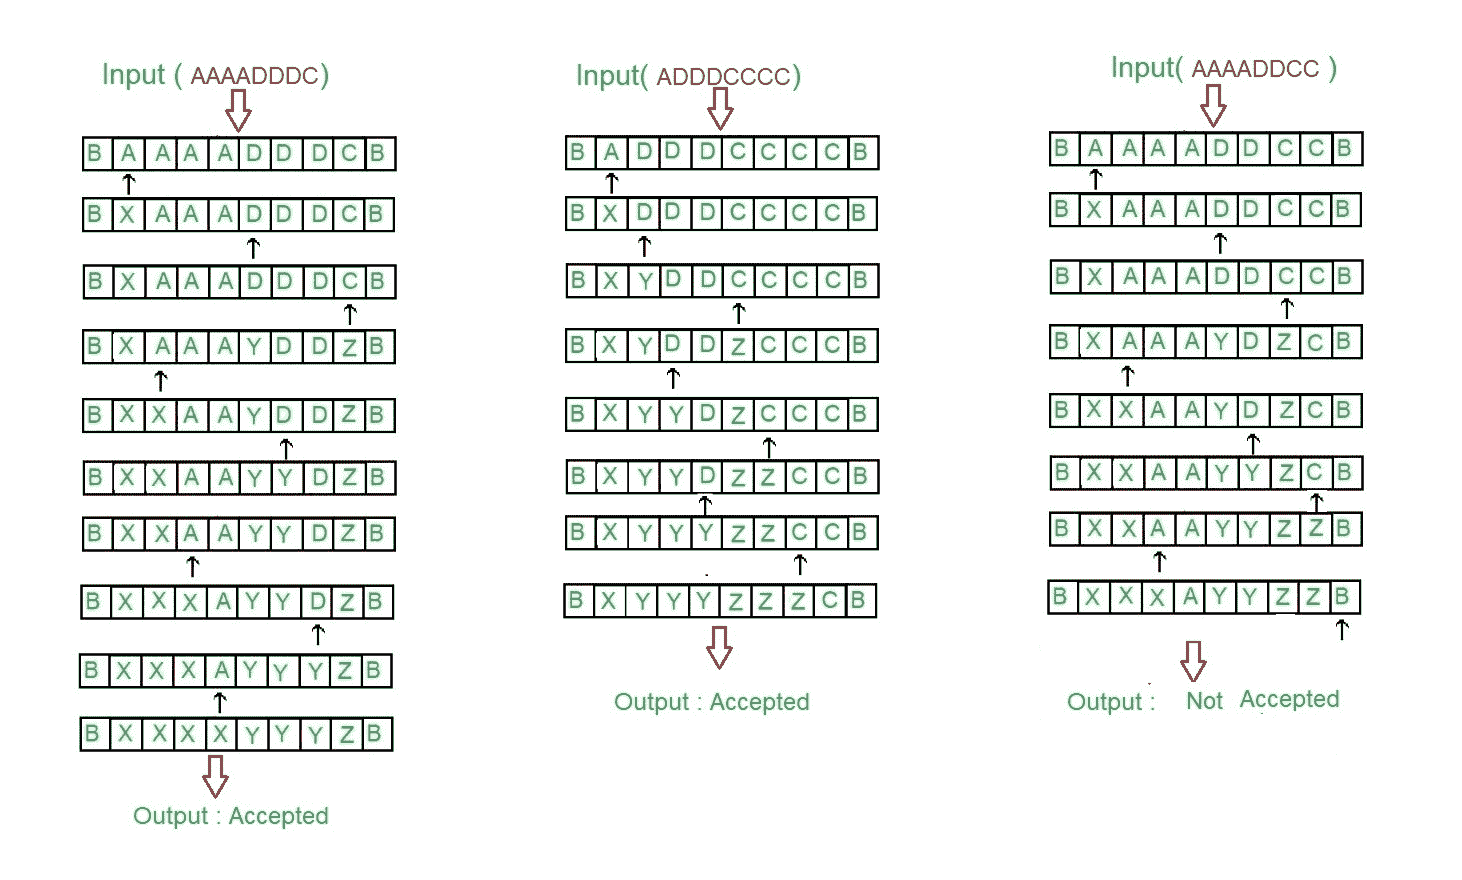 Input ( AAAADDDC)
B A A A A D D D C B
B X A A A D D D C B
B X A A A D D D C B
B X A A A Y D D Z B
B X X A A Y D D Z B
B X X A A Y Y D Z B
B X X A A Y Y D Z B
B X X X A Y Y D Z B
B X X X A Y Y Y Z B
B X X X X Y Y Y Z B
Output : Accepted
Input( ADDDCCCC)
B A D D D C C C C B
B X D D D C C C C B
B X Y D D C C C C B
B X Y D D Z C C C B
B X Y Y D Z C C C B
B X Y Y D Z Z C C B
B X Y Y Y Z Z C C B
B X Y Y Y Z Z Z C B
Output : Accepted
Input( AAAADDCC )
B A A A A D D C C B
B X A A A D D C C B
B X A A A D D C C B
B X A A A Y D Z C B
B X X A A Y D Z C B
B X X A A Y Y Z C B
B X X A A Y Y Z Z B
B X X X A Y Y Z Z B
Output : Not Accepted